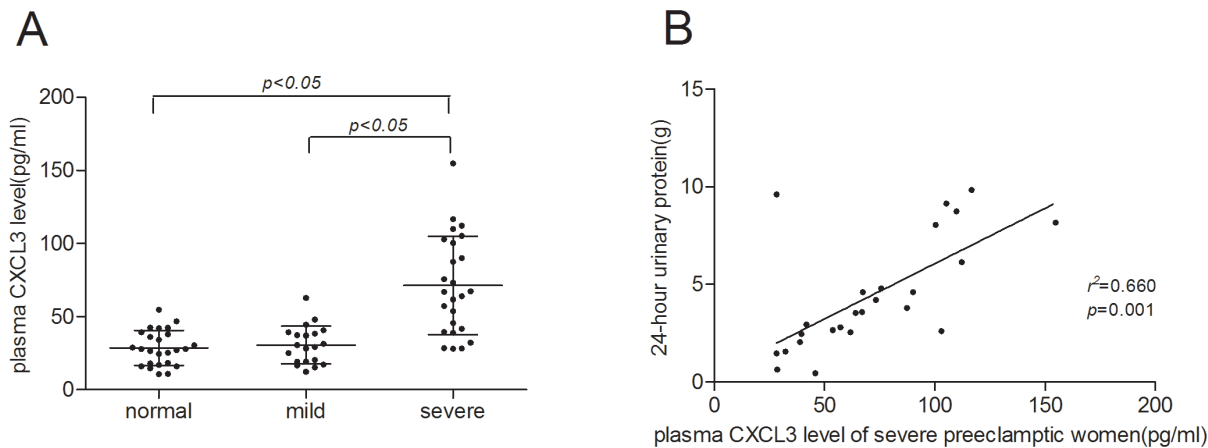 A
p<0.05
p<0.05
plasma CXCL3 level(pg/ml)
200
150
100
50
0
normal mild severe
B
24-hour urinary protein(g)
15
10
5
0
r²=0.660
p=0.001
0 50 100 150 200
plasma CXCL3 level of severe preeclamptic women(pg/ml)